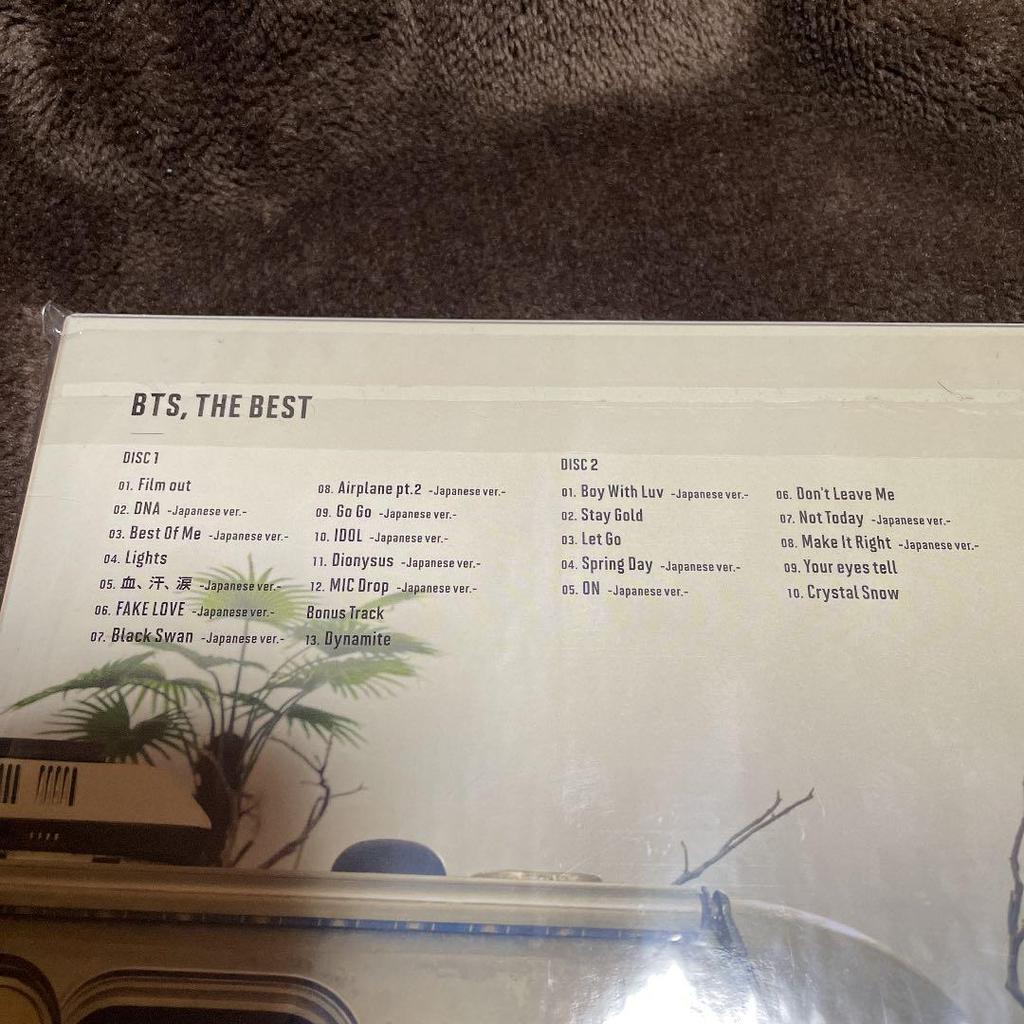 BTS, THE BEST
DISC 1
01. Film out
02. DNA -Japanese ver.-
03. Best Of Me -Japanese ver.-
04. Lights
05. 血、汗、涙 -Japanese ver.-
06. FAKE LOVE -Japanese ver.-
07. Black Swan -Japanese ver.-
08. Airplane pt.2 -Japanese ver.-
09. Go Go -Japanese ver.-
10. IDOL -Japanese ver.-
11. Dionysus -Japanese ver.-
12. MIC Drop -Japanese ver.-
Bonus Track
13. Dynamite
DISC 2
01. Boy With Luv -Japanese ver.-
02. Stay Gold
03. Let Go
04. Spring Day -Japanese ver.-
05. ON -Japanese ver.-
06. Don't Leave Me
07. Not Today -Japanese ver.-
08. Make It Right -Japanese ver.-
09. Your eyes tell
10. Crystal Snow